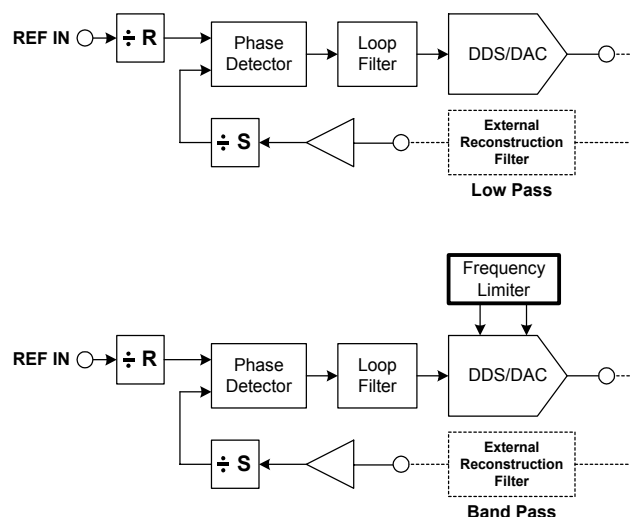 REF IN
÷ R
Phase
Detector
Loop
Filter
DDS/DAC
÷ S
External
Reconstruction
Filter
Low Pass
Frequency
Limiter
REF IN
÷ R
Phase
Detector
Loop
Filter
DDS/DAC
÷ S
External
Reconstruction
Filter
Band Pass